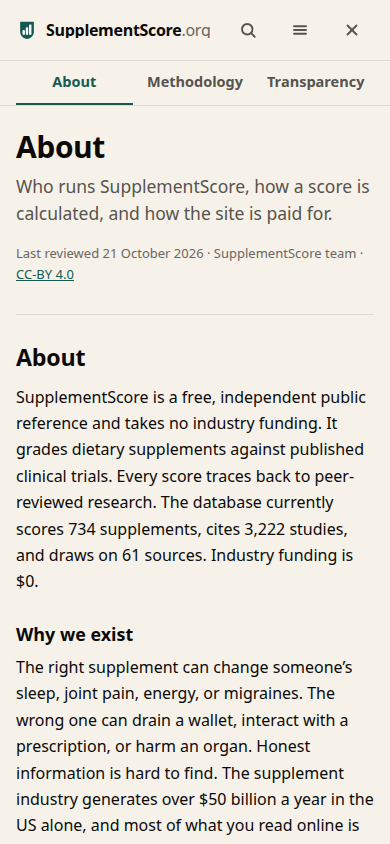 SupplementScore.org
About Methodology Transparency
About
Who runs SupplementScore, how a score is
calculated, and how the site is paid for.
Last reviewed 21 October 2026 · SupplementScore team ·
CC-BY 4.0
About
SupplementScore is a free, independent public
reference and takes no industry funding. It
grades dietary supplements against published
clinical trials. Every score traces back to peer-
reviewed research. The database currently
scores 734 supplements, cites 3,222 studies,
and draws on 61 sources. Industry funding is
$0.
Why we exist
The right supplement can change someone’s
sleep, joint pain, energy, or migraines. The
wrong one can drain a wallet, interact with a
prescription, or harm an organ. Honest
information is hard to find. The supplement
industry generates over $50 billion a year in the
US alone, and most of what you read online is